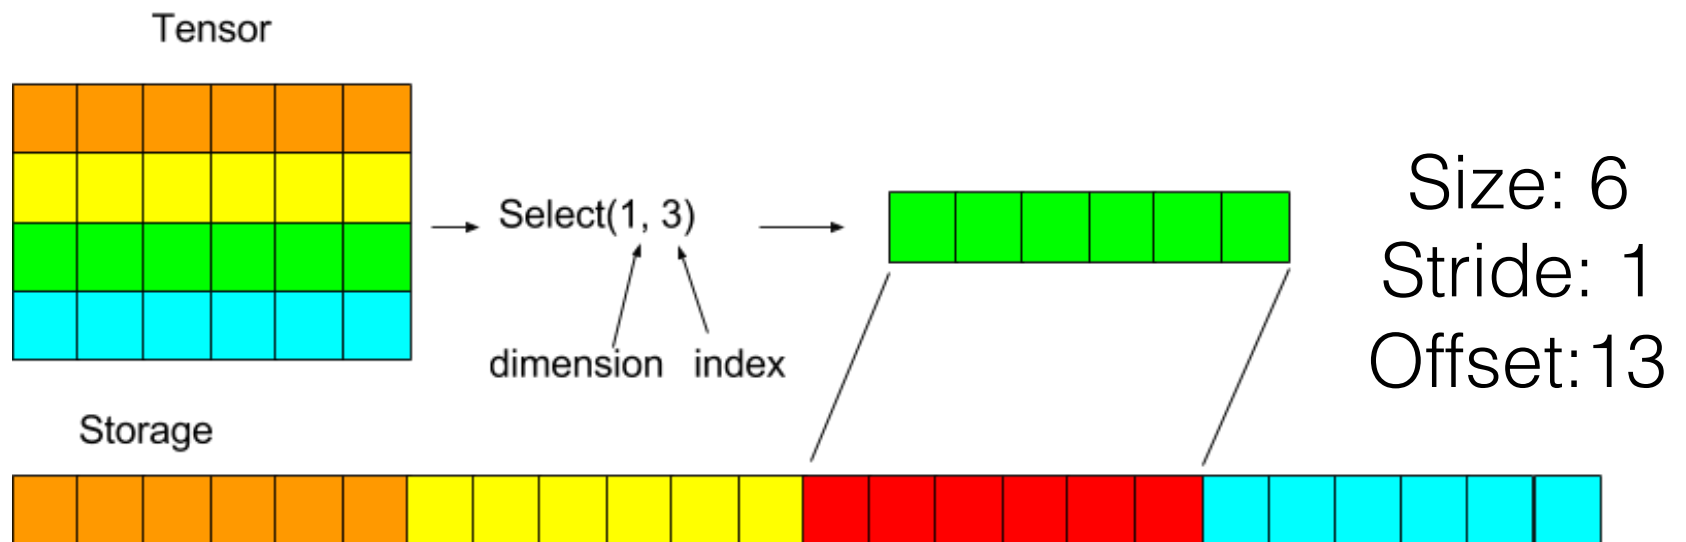 Tensor
Select(1, 3)
dimension index
Size: 6
Stride: 1
Offset:13
Storage